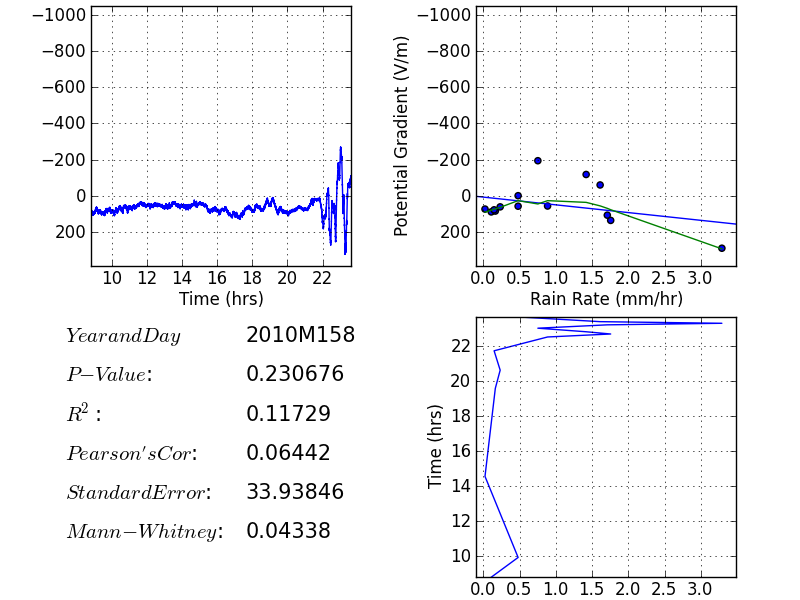 −1000
−800
−600
−400
−200
0
200
10 12 14 16 18 20 22
Time (hrs)
Potential Gradient (V/m)
−1000
−800
−600
−400
−200
0
200
0.0 0.5 1.0 1.5 2.0 2.5 3.0
Rain Rate (mm/hr)
YearandDay 2010M158
P−Value: 0.230676
R²: 0.11729
Pearson'sCor: 0.06442
StandardError: 33.93846
Mann−Whitney: 0.04338
Time (hrs)
22
20
18
16
14
12
10
0.0 0.5 1.0 1.5 2.0 2.5 3.0